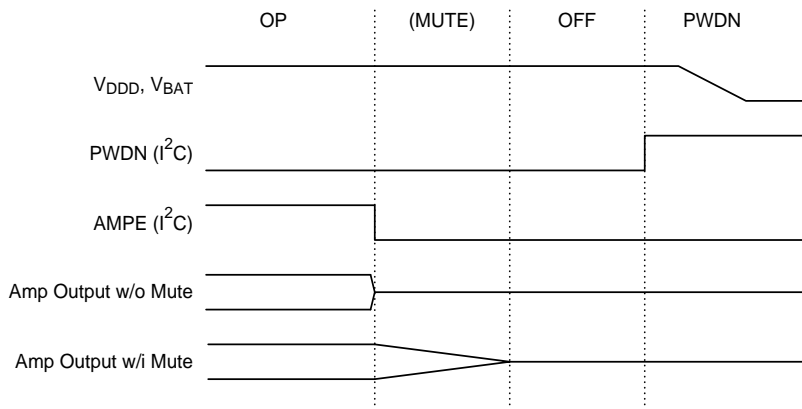 OP (MUTE) OFF PWDN
VDDD, VBAT
PWDN (I²C)
AMPE (I²C)
Amp Output w/o Mute
Amp Output w/i Mute